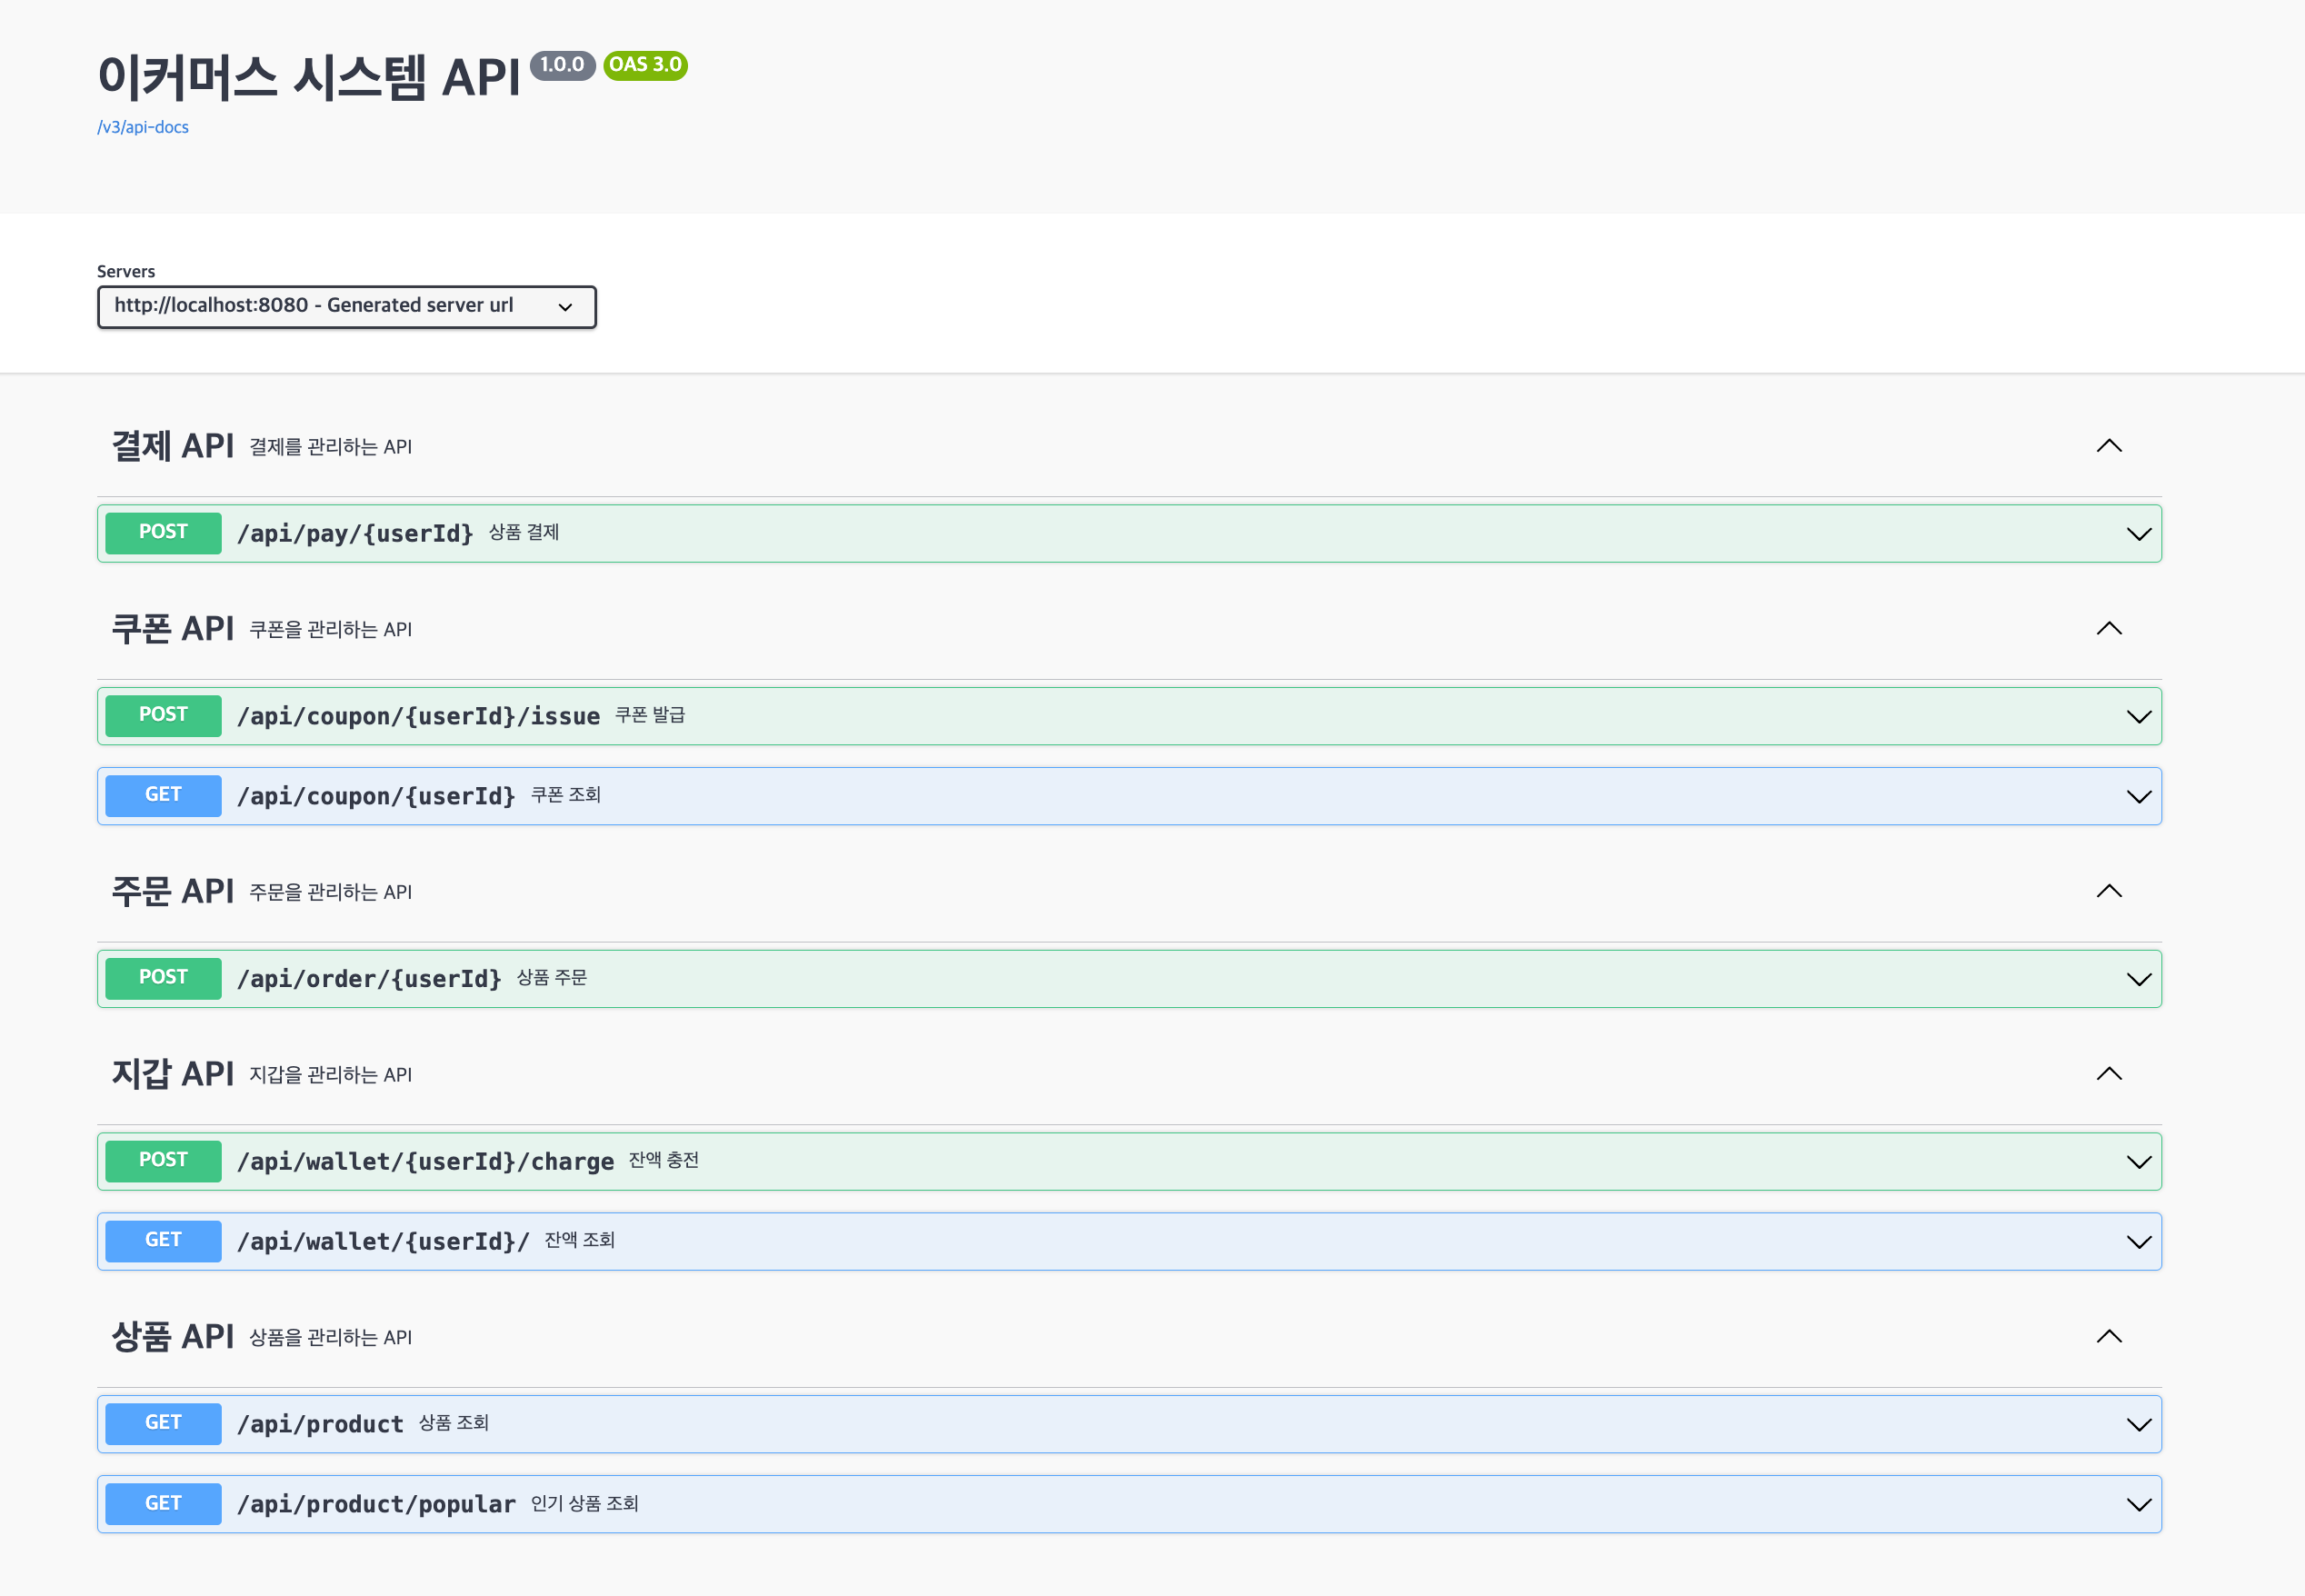 이커머스 시스템 API 1.0.0 OAS 3.0
/v3/api-docs
Servers
http://localhost:8080 - Generated server url
결제 API 결제를 관리하는 API
POST /api/pay/{userId} 상품 결제
쿠폰 API 쿠폰을 관리하는 API
POST /api/coupon/{userId}/issue 쿠폰 발급
GET /api/coupon/{userId} 쿠폰 조회
주문 API 주문을 관리하는 API
POST /api/order/{userId} 상품 주문
지갑 API 지갑을 관리하는 API
POST /api/wallet/{userId}/charge 잔액 충전
GET /api/wallet/{userId}/ 잔액 조회
상품 API 상품을 관리하는 API
GET /api/product 상품 조회
GET /api/product/popular 인기 상품 조회